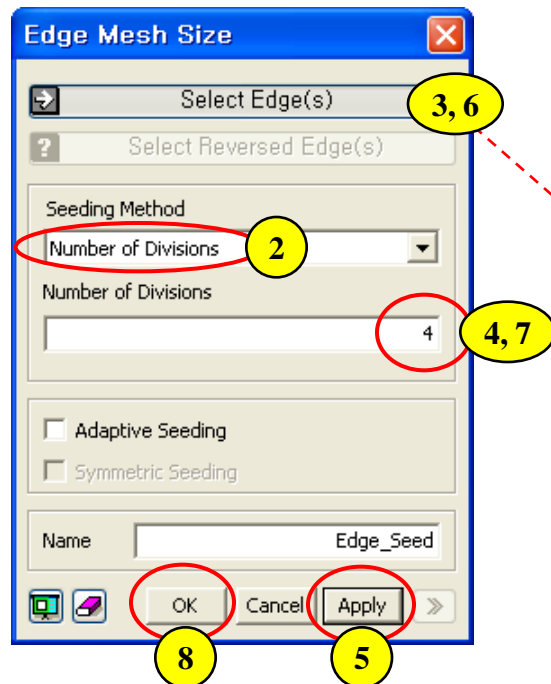 Edge Mesh Size
Select Edge(s)
3, 6
? Select Reversed Edge(s)
Seeding Method
Number of Divisions
2
Number of Divisions
4
4, 7
Adaptive Seeding
Symmetric Seeding
Name Edge_Seed
OK Cancel Apply
8 5